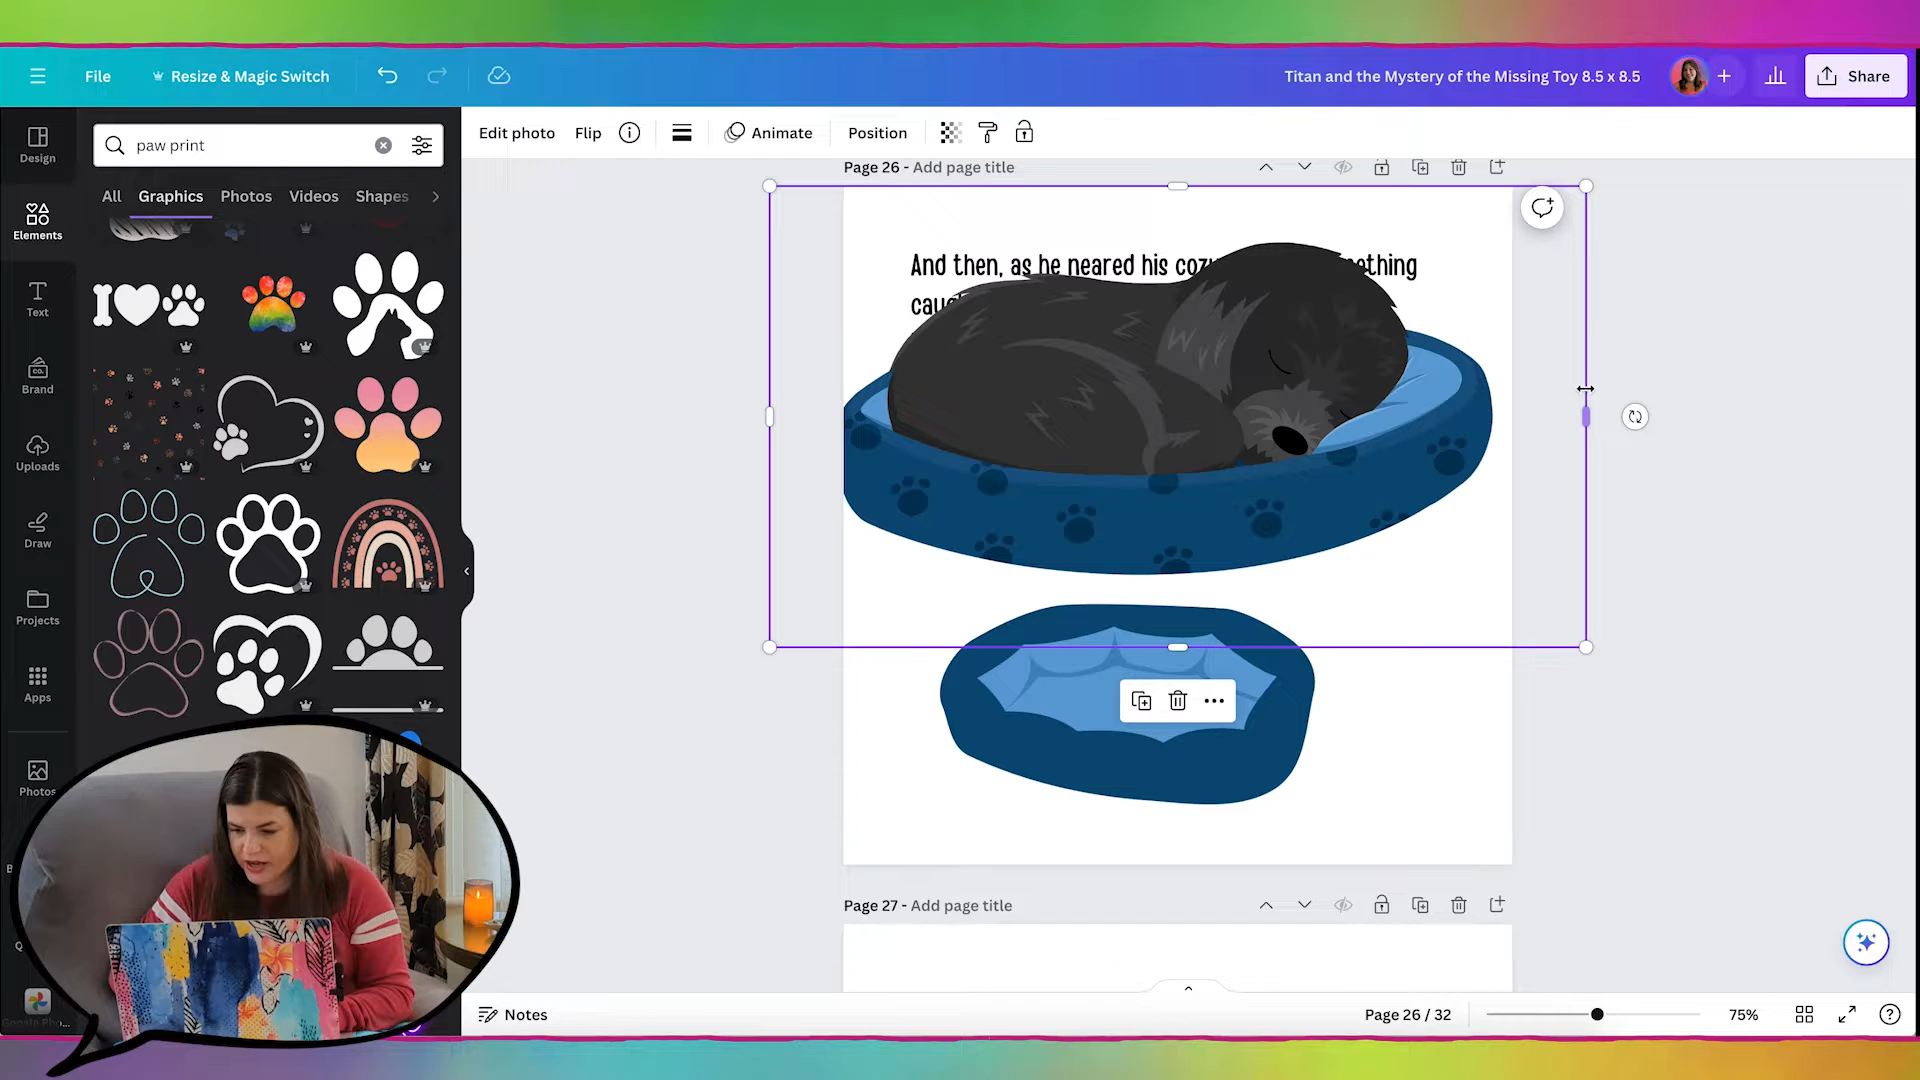 File
Resize & Magic Switch
Titan and the Mystery of the Missing Toy 8.5 x 8.5
Share
Design
Elements
Text
Brand
co.
Uploads
Draw
Projects
Apps
Photos
paw print
All
Graphics
Photos
Videos
Shapes
I
Edit photo
Flip
Animate
Position
Page 26 - Add page title
And then, as he neared his
Page 27 - Add page title
Notes
Page 26 / 32
75%